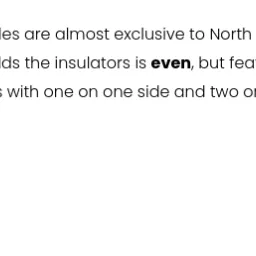 les are almost exclusive to North
lds the insulators is even, but fea
s with one on one side and two or